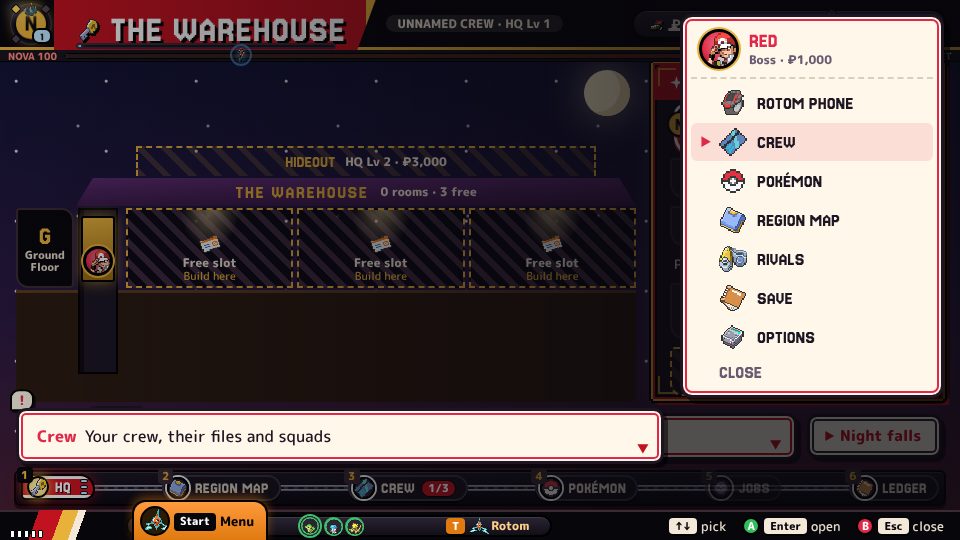 N
1
THE WAREHOUSE
UNNAMED CREW · HQ Lv 1
NOVA 100
RED
Boss · ₽1,000
ROTOM PHONE
CREW
POKÉMON
REGION MAP
RIVALS
SAVE
OPTIONS
CLOSE
HIDEOUT HQ Lv 2 · ₽3,000
THE WAREHOUSE 0 rooms · 3 free
G
Ground
Floor
Free slot
Build here
Free slot
Build here
Free slot
Build here
!
Crew Your crew, their files and squads
Night falls
1 HQ
2 REGION MAP
3 CREW 1/3
4 POKÉMON
5 JOBS
6 LEDGER
Start Menu
T Rotom
↑↓ pick
A Enter open
B Esc close